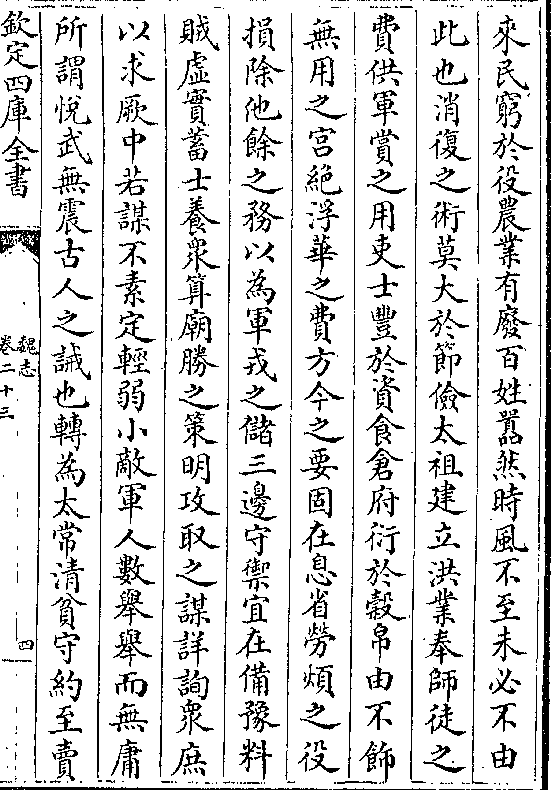 來民窮於役農業有廢百姓嚚然時風不至未必不由
此也消復之術莫大於節儉太祖建立洪業奉師徒之
費供軍賞之用吏士豐於資食倉府衍於穀帛由不飾
無用之宫絶浮華之費方今之要固在息省勞煩之役
損除他餘之務以為軍戎之儲三邊守禦宜在備豫料
賊虚實蓄士養衆算廟勝之策明攻取之謀詳詢衆庶
以求厥中若謀不素定輕弱小敵軍人數舉舉而無庸
所謂悅武無震古人之誡也轉為太常清貧守約至賣
欽定四庫全書
魏志
卷二十三
四